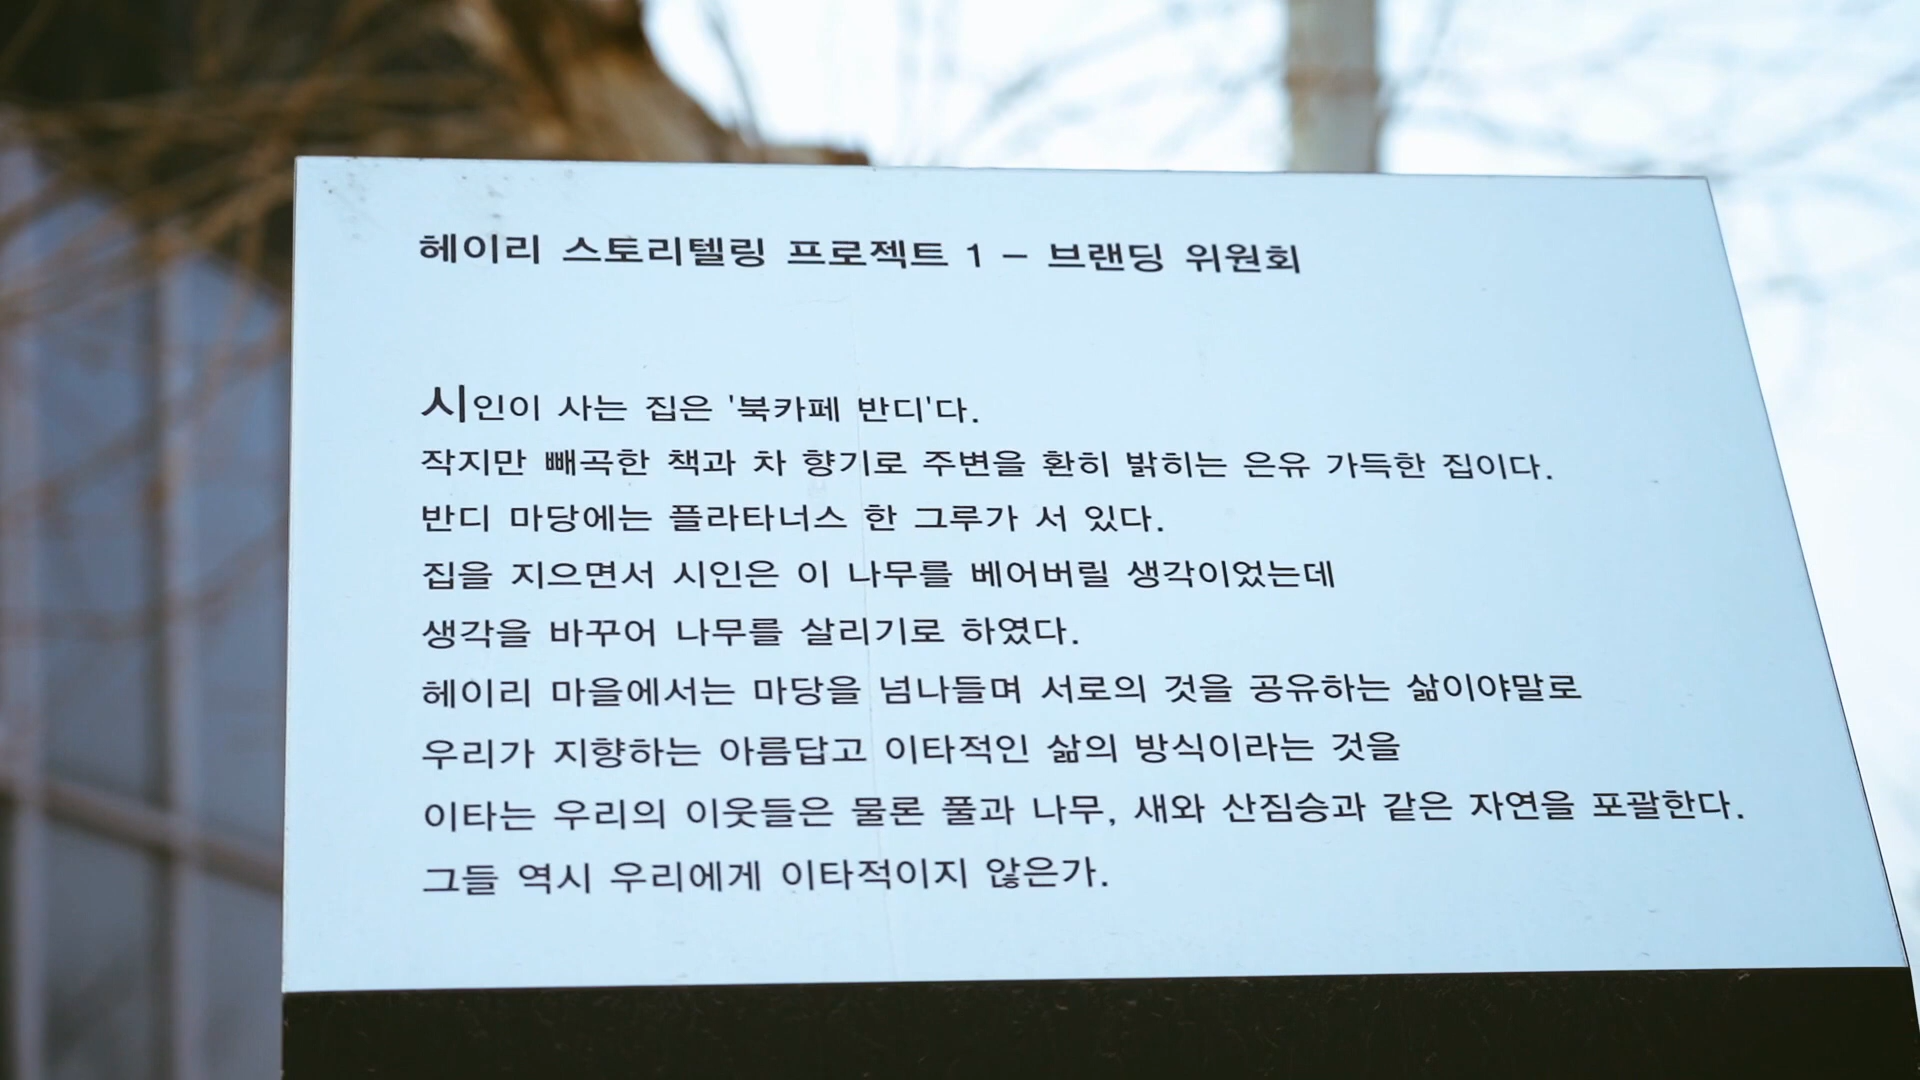 헤이리 스토리텔링 프로젝트 1 – 브랜딩 위원회
시인이 사는 집은 '북카페 반디'다.
작지만 빼곡한 책과 차 향기로 주변을 환히 밝히는 은유 가득한 집이다.
반디 마당에는 플라타너스 한 그루가 서 있다.
집을 지으면서 시인은 이 나무를 베어버릴 생각이었는데
생각을 바꾸어 나무를 살리기로 하였다.
헤이리 마을에서는 마당을 넘나들며 서로의 것을 공유하는 삶이야말로
우리가 지향하는 아름답고 이타적인 삶의 방식이라는 것을
이타는 우리의 이웃들은 물론 풀과 나무, 새와 산짐승과 같은 자연을 포괄한다.
그들 역시 우리에게 이타적이지 않은가.